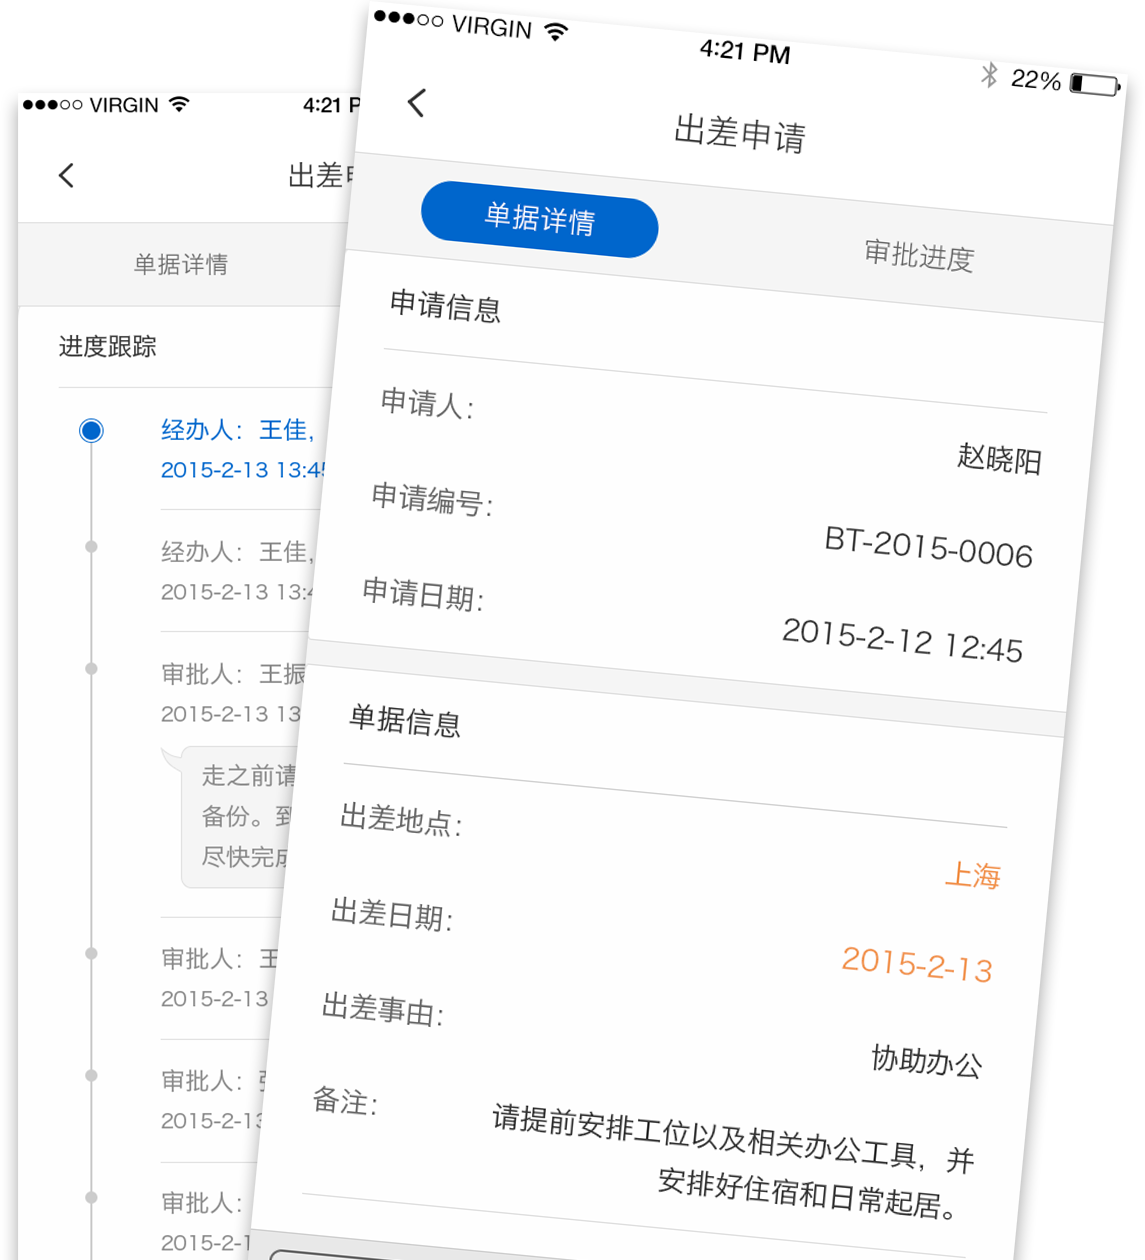 VIRGIN
4:21 PM
22%
出差申请
单据详情
审批进度
申请信息
申请人：
赵晓阳
申请编号：
BT-2015-0006
申请日期：
2015-2-12 12:45
单据信息
出差地点：
上海
出差日期：
2015-2-13
出差事由：
协助办公
备注：
请提前安排工位以及相关办公工具，并
安排好住宿和日常起居。
VIRGIN
4:21
出差
单据详情
进度跟踪
经办人：王佳，
2015-2-13 13:45
经办人：王佳，
2015-2-13
审批人：王振
2015-2-13 13
走之前请
备份。到
尽快完成
审批人：王
2015-2-13
审批人：
2015-2-13
审批人：